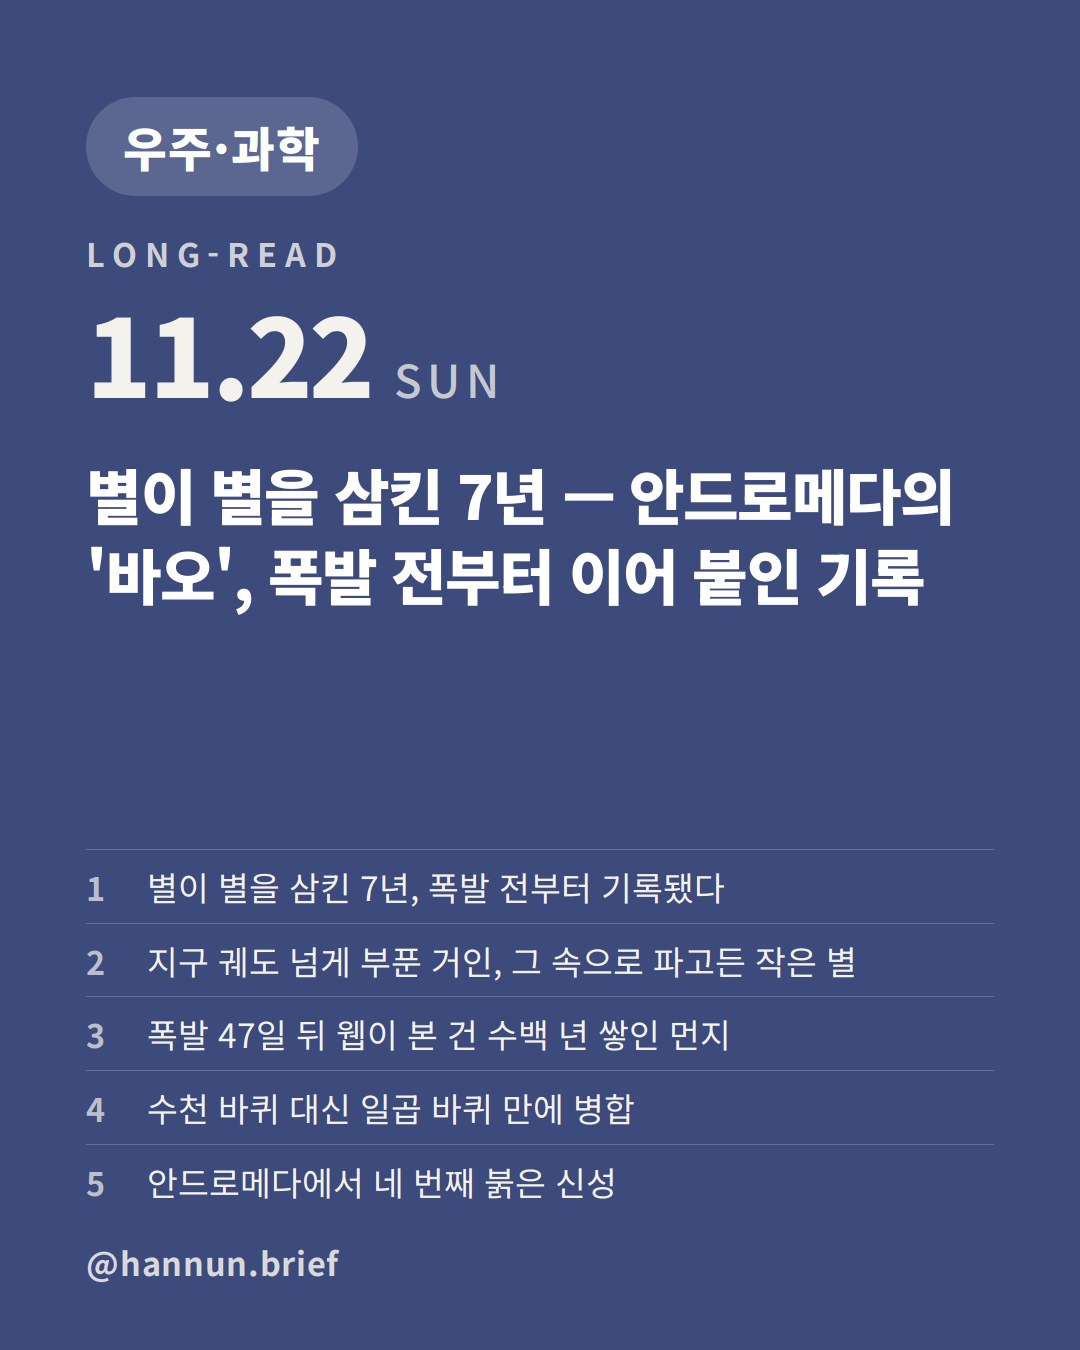 우주·과학
LONG-READ
11.22 SUN
별이 별을 삼킨 7년 — 안드로메다의
'바오', 폭발 전부터 이어 붙인 기록
1 별이 별을 삼킨 7년, 폭발 전부터 기록됐다
2 지구 궤도 넘게 부푼 거인, 그 속으로 파고든 작은 별
3 폭발 47일 뒤 웹이 본 건 수백 년 쌓인 먼지
4 수천 바퀴 대신 일곱 바퀴 만에 병합
5 안드로메다에서 네 번째 붉은 신성
@hannun.brief